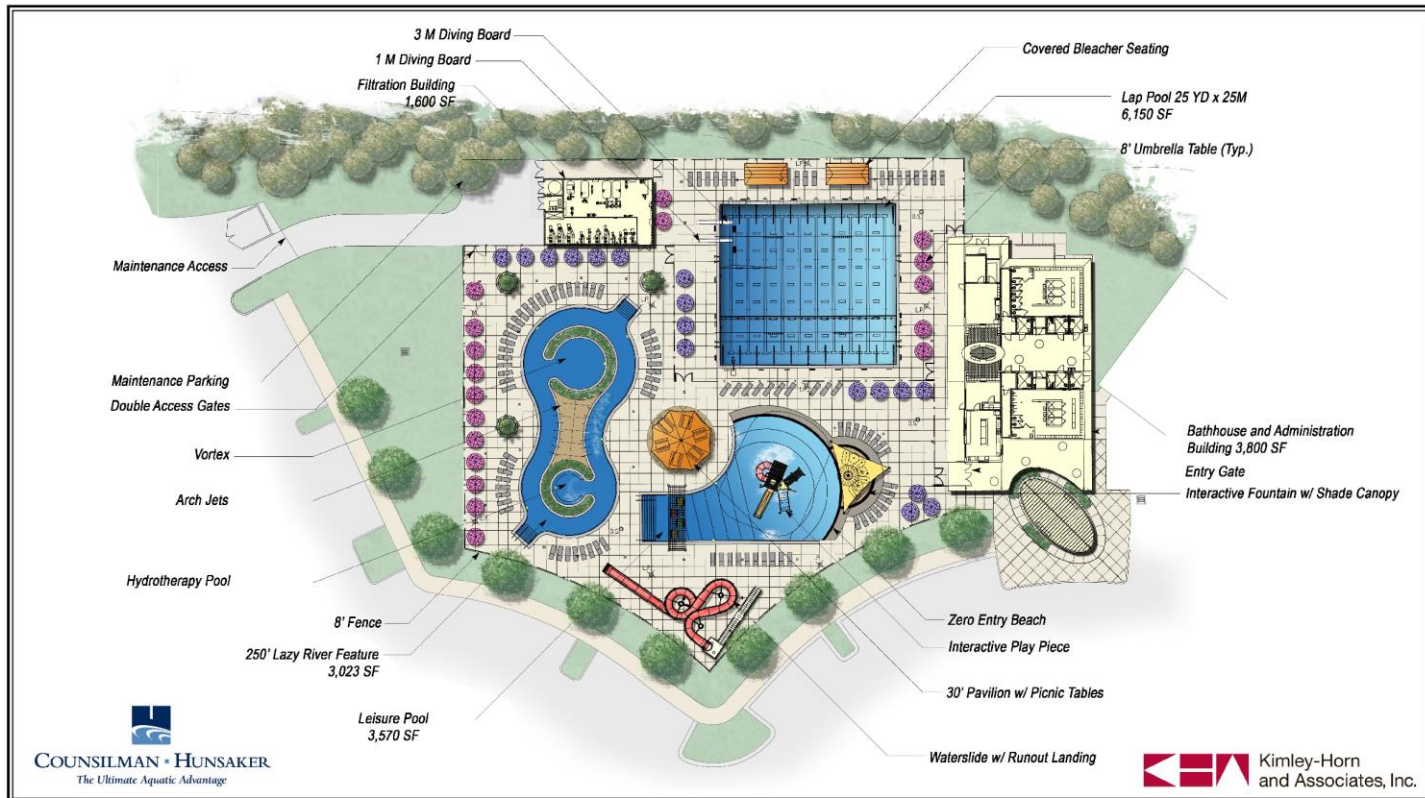 3 M Diving Board
1 M Diving Board
Filtration Building
1,600 SF
Covered Bleacher Seating
Lap Pool 25 YD x 25M
6,150 SF
8' Umbrella Table (Typ.)
Maintenance Access
Maintenance Parking
Double Access Gates
Vortex
Arch Jets
Hydrotherapy Pool
8' Fence
250' Lazy River Feature
3,023 SF
Leisure Pool
3,570 SF
Bathhouse and Administration
Building 3,800 SF
Entry Gate
Interactive Fountain w/ Shade Canopy
Zero Entry Beach
Interactive Play Piece
30' Pavilion w/ Picnic Tables
Waterslide w/ Runout Landing
COUNSILMAN • HUNSAKER
The Ultimate Aquatic Advantage
Kimley-Horn
and Associates, Inc.